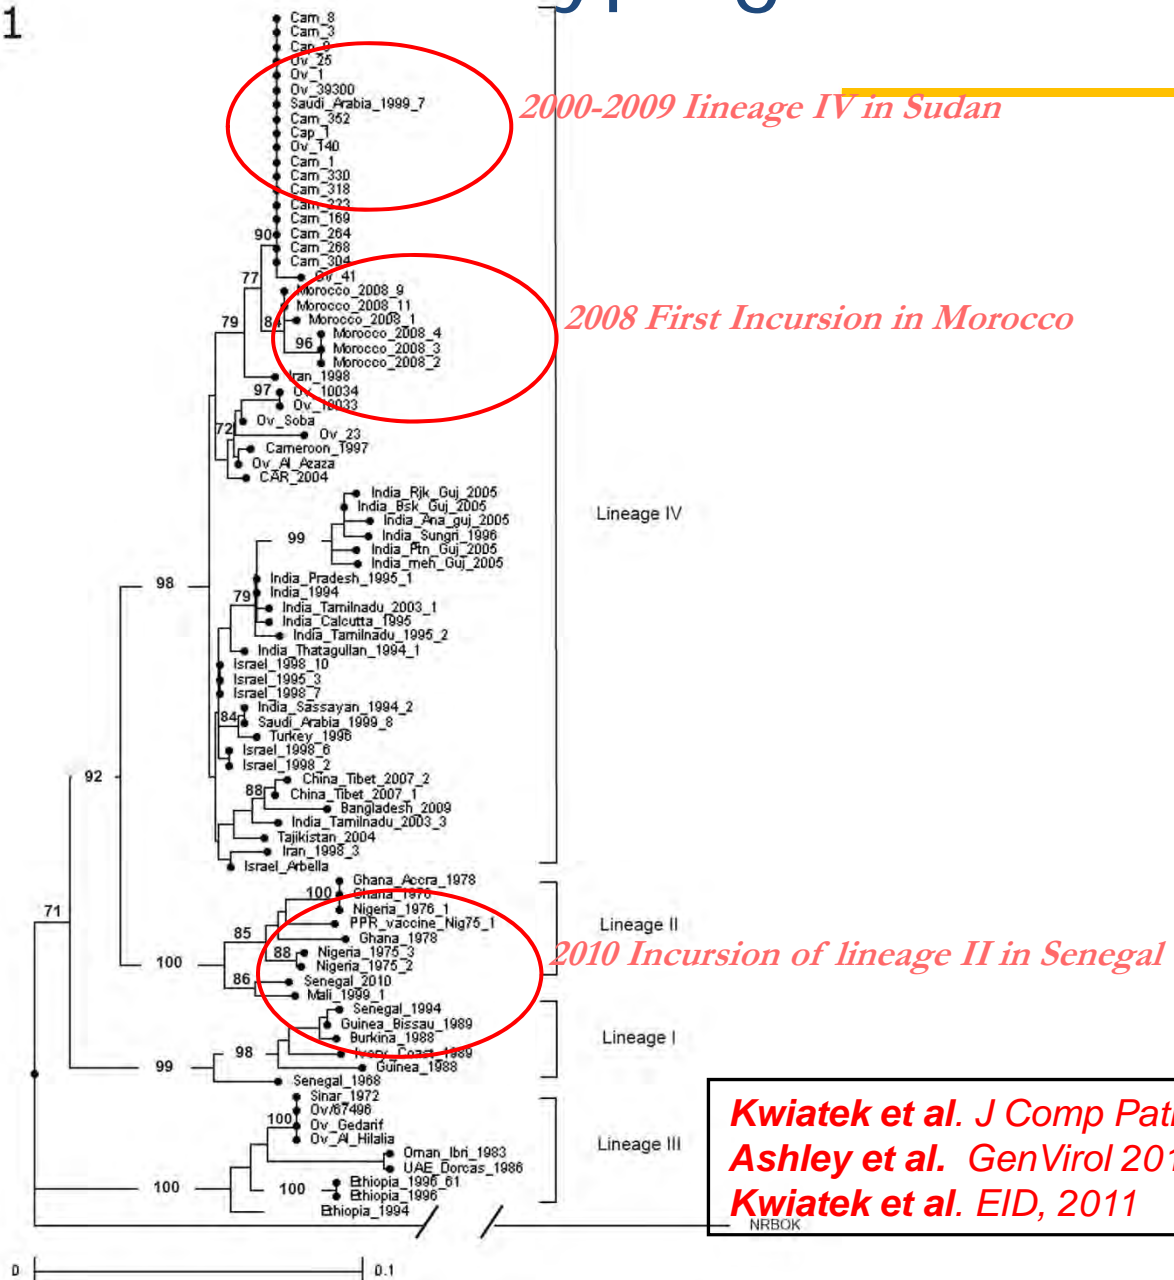 1
Cam_8
Cam_3
Cap_9
Ov_25
Ov_1
Ov_39300
Saudi_Arabia_1999_7
2000-2009 lineage IV in Sudan
Cam_352
Cap_1
Ov_140
Cam_1
Cam_330
Cam_318
Cam_223
Cam_169
90
Cam_264
Cam_268
Cam_304
Ov_41
77
Morocco_2008_9
Morocco_2008_11
2008 First Incursion in Morocco
79
84
Morocco_2008_1
Morocco_2008_4
96
Morocco_2008_3
Morocco_2008_2
Iran_1998
97
Ov_10034
Ov_10033
Ov_Soba
72
Ov_23
Cameroon_1997
Ov_Al_Azaza
CAR_2004
India_Rjk_Guj_2005
India_Bsk_Guj_2005
Lineage IV
India_Ana_guj_2005
99
India_Sungri_1996
India_Ptn_Guj_2005
India_meh_Guj_2005
98
India_Pradesh_1995_1
India_1994
79
India_Tamilnadu_2003_1
India_Calcutta_1995
India_Tamilnadu_1995_2
India_Thatagullan_1994_1
Israel_1998_10
Israel_1995_3
Israel_1998_7
India_Sassayan_1994_2
84
Saudi_Arabia_1999_8
Turkey_1996
Israel_1998_6
Israel_1998_2
92
China_Tibet_2007_2
88
China_Tibet_2007_1
Bangladesh_2009
India_Tamilnadu_2003_3
Tajikistan_2004
Iran_1998_3
Israel_Arbella
Ghana_Accra_1978
100
Ghana_1976
Nigeria_1976_1
71
PPR_vaccine_Nig75_1
Lineage II
85
Ghana_1978
88
Nigeria_1975_3
2010 Incursion of lineage II in Senegal
100
Nigeria_1975_2
86
Senegal_2010
Mali_1999_1
Senegal_1994
Guinea_Bissau_1989
Burkina_1988
Lineage I
98
Ivory_Coast_1989
99
Guinea_1988
Senegal_1968
Sinar_1972
Ov/67496
100
Ov_Gedarif
Ov_Al_Hilalia
Lineage III
Oman_Ibri_1983
UAE_Dorcas_1986
100
100
Ethiopia_1996_61
Ethiopia_1996
Ethiopia_1994
Kwiatek et al. J Comp Pat
Ashley et al. GenVirol 201
Kwiatek et al. EID, 2011
NRBOK
0
0.1